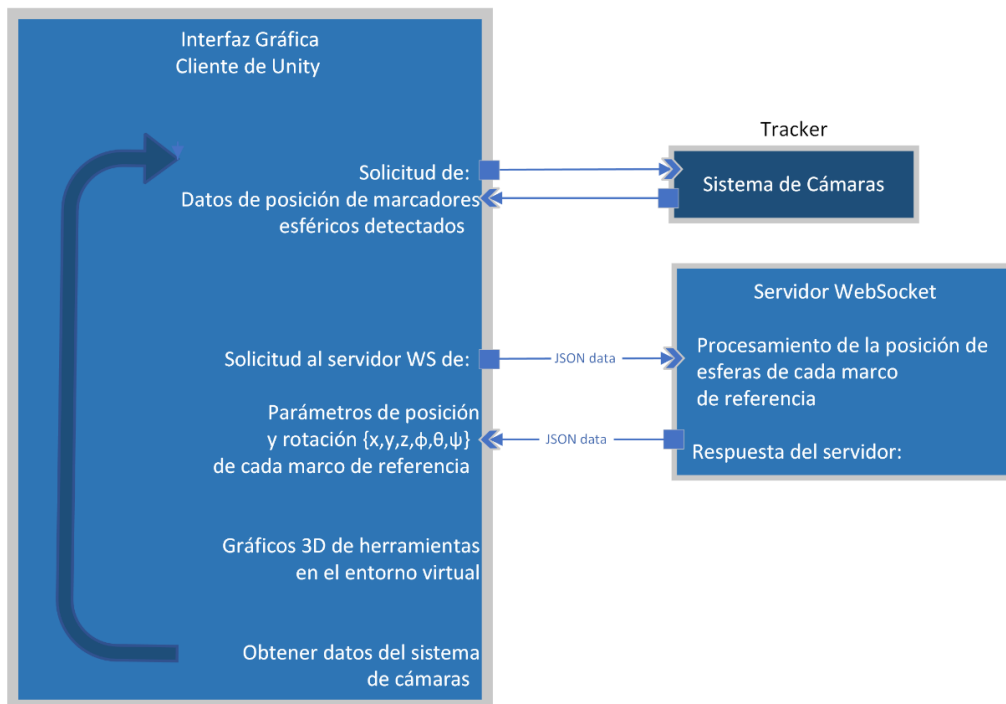 Interfaz Gráfica
Cliente de Unity
Solicitud de:
Datos de posición de marcadores
esféricos detectados
Tracker
Sistema de Cámaras
Solicitud al servidor WS de:
JSON data
Servidor WebSocket
Procesamiento de la posición de
esferas de cada marco
de referencia
Parámetros de posición
y rotación {x,y,z,ϕ,θ,ψ}
de cada marco de referencia
JSON data
Respuesta del servidor:
Gráficos 3D de herramientas
en el entorno virtual
Obtener datos del sistema
de cámaras